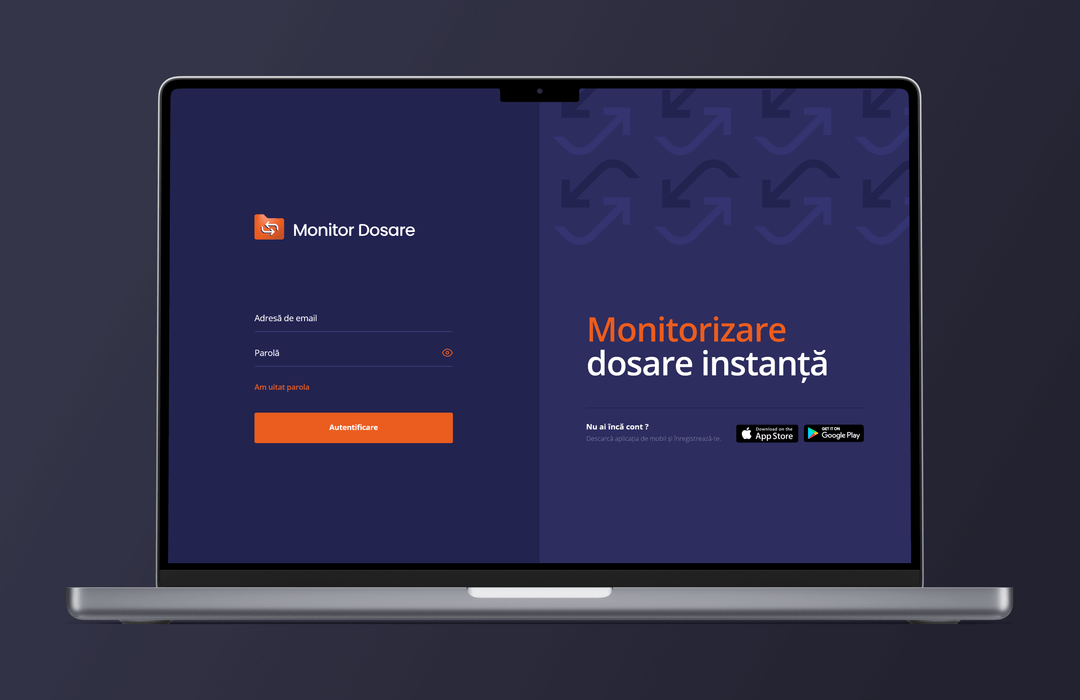 Monitor Dosare
Adresă de email
Parolă
Am uitat parola
Autentificare
Monitorizare
dosare instanță
Nu ai încă cont ?
Descarcă aplicația de mobil și înregistrează-te.
Download on the
App Store
GET IT ON
Google Play